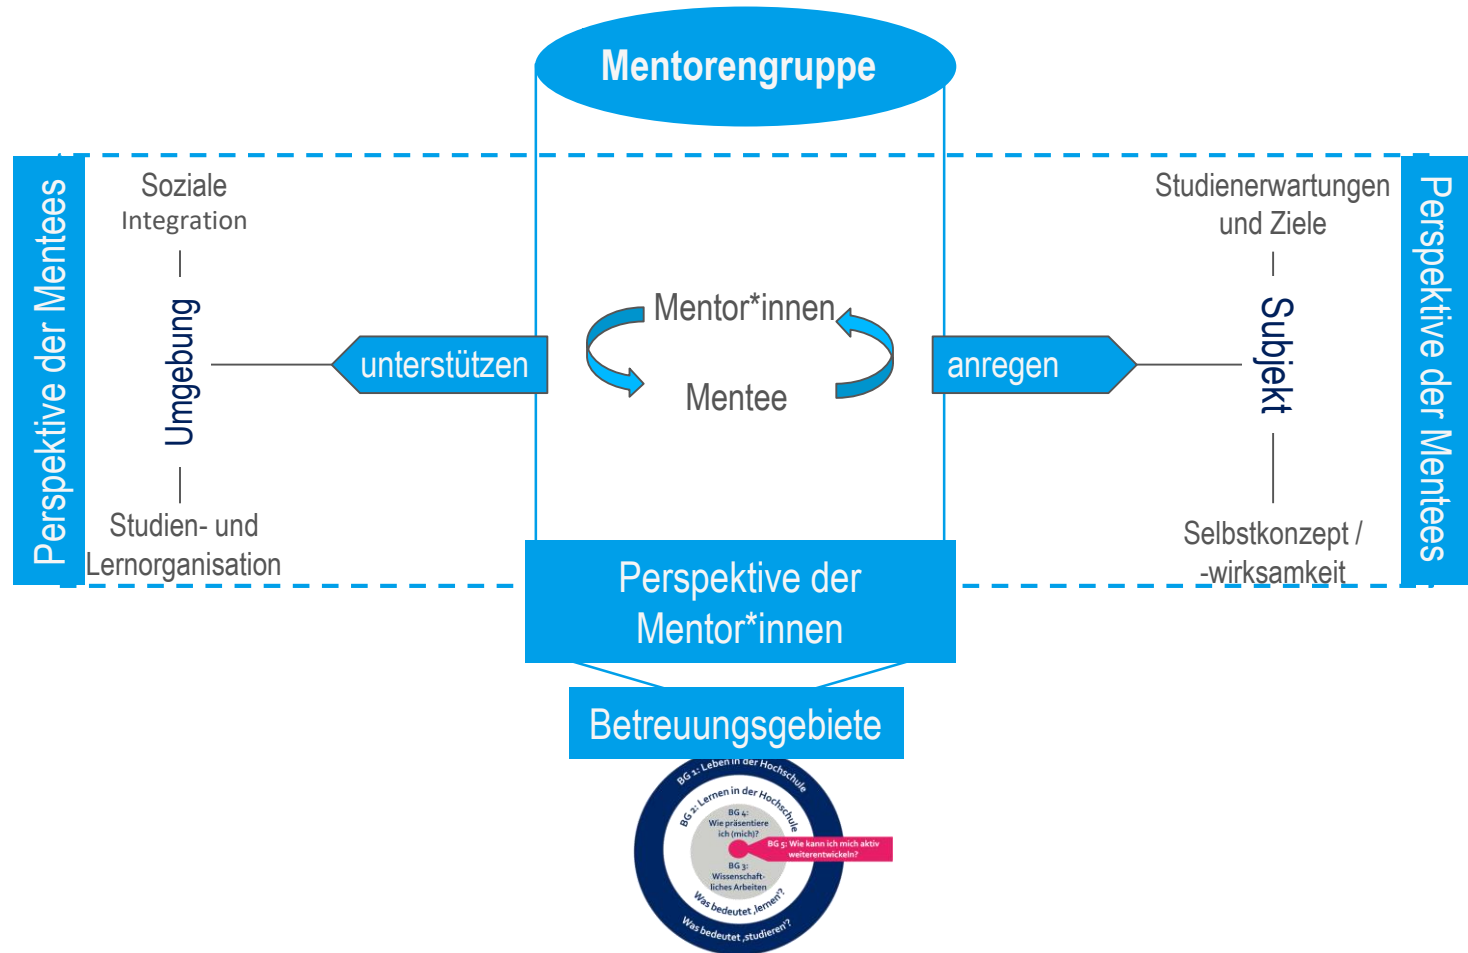 Mentorengruppe
Perspektive der Mentees
Soziale
Integration
Umgebung
Studien- und
Lernorganisation
unterstützen
Mentor*innen
Mentee
anregen
Studienerwartungen
und Ziele
Subjekt
Selbstkonzept /
-wirksamkeit
Perspektive der Mentees
Perspektive der
Mentor*innen
Betreuungsgebiete
BG 1: Leben in der Hochschule
BG 2: Lernen in der Hochschule
BG 4:
Wie präsentiere
ich (mich)?
BG 5: Wie kann ich mich aktiv
weiterentwickeln?
BG 3:
Wissenschaft-
liches Arbeiten
Was bedeutet ‚lernen'?
Was bedeutet ‚studieren'?